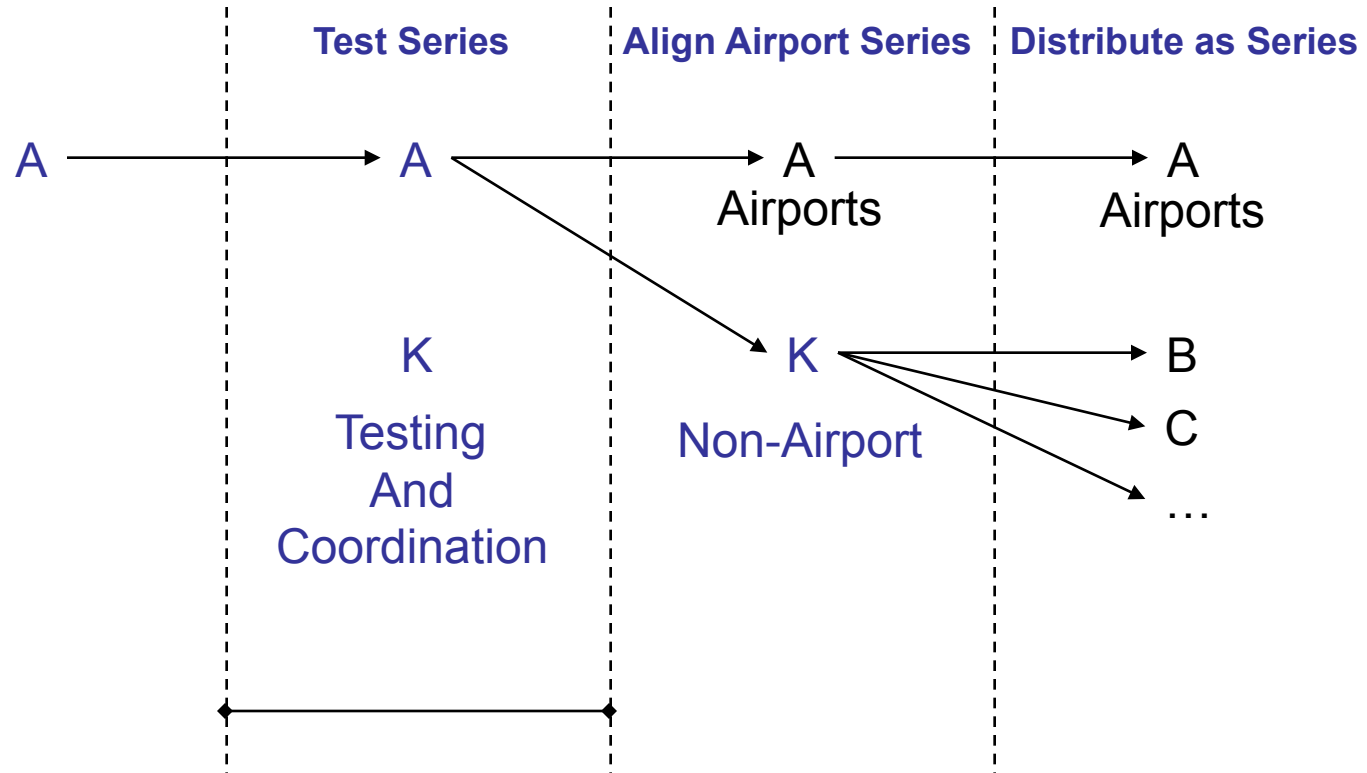 Test Series
Align Airport Series
Distribute as Series
A
A
A
Airports
A
Airports
K
Testing
And
Coordination
K
Non-Airport
B
C
…